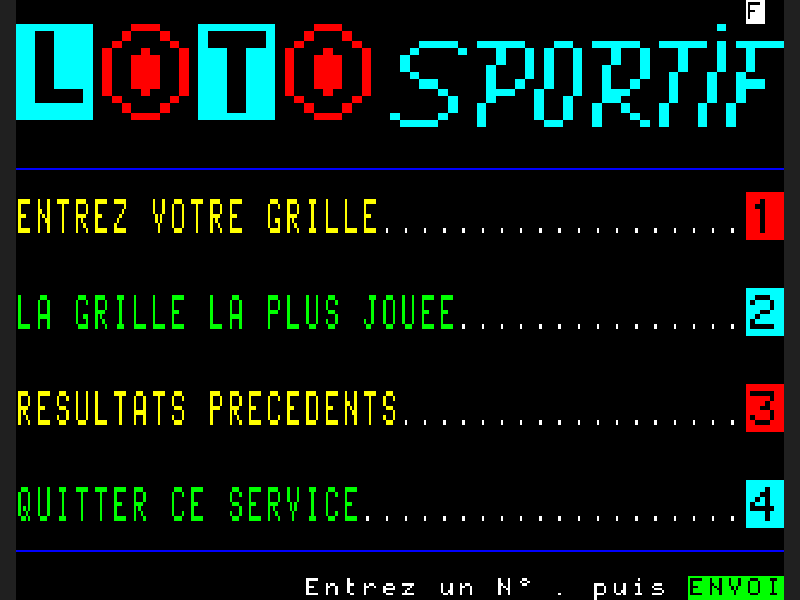 F
LOTO SPORTiF
ENTREZ VOTRE GRILLE...................1
LA GRILLE LA PLUS JOUEE...............2
RESULTATS PRECEDENTS..................3
QUITTER CE SERVICE....................4
Entrez un N° . puis ENVOI